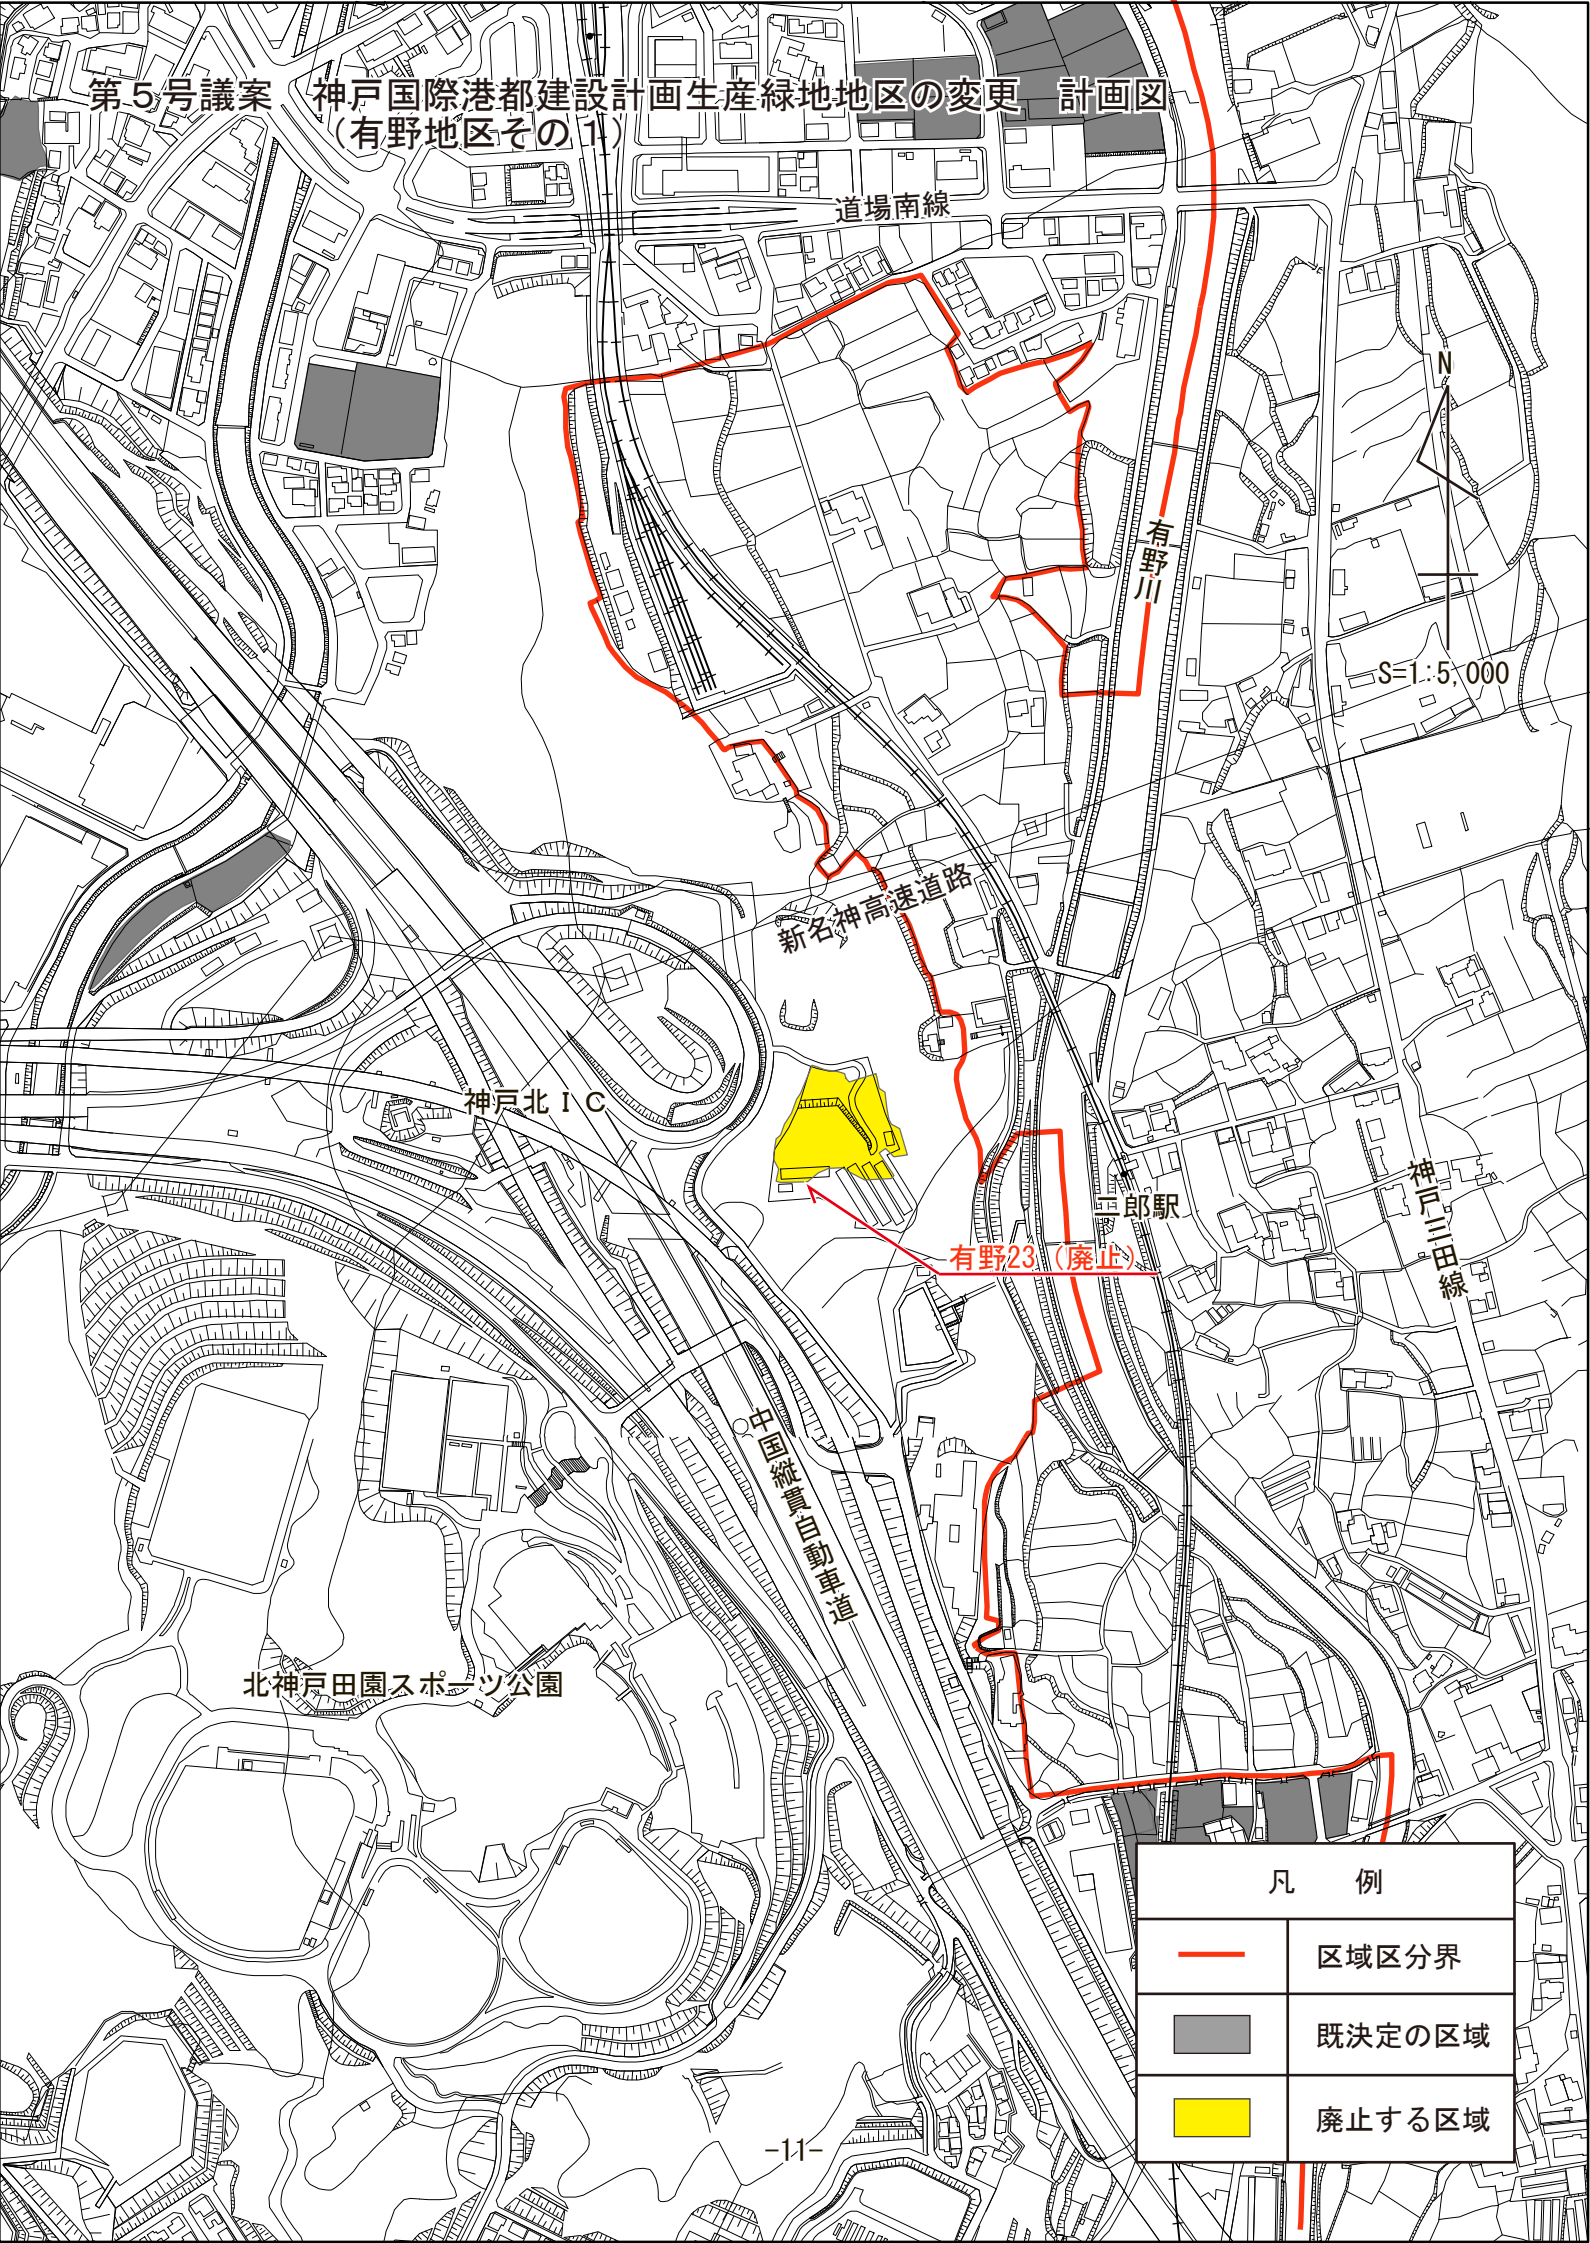 第５号議案　神戸国際港都建設計画生産緑地地区の変更　計画図
（有野地区その１）
道場南線
N
有野川
S=1:5,000
新名神高速道路
神戸北ＩＣ
二郎駅
神戸三田線
有野23（廃止）
中国縦貫自動車道
北神戸田園スポーツ公園
凡　例
区域区分界
既決定の区域
廃止する区域
-11-